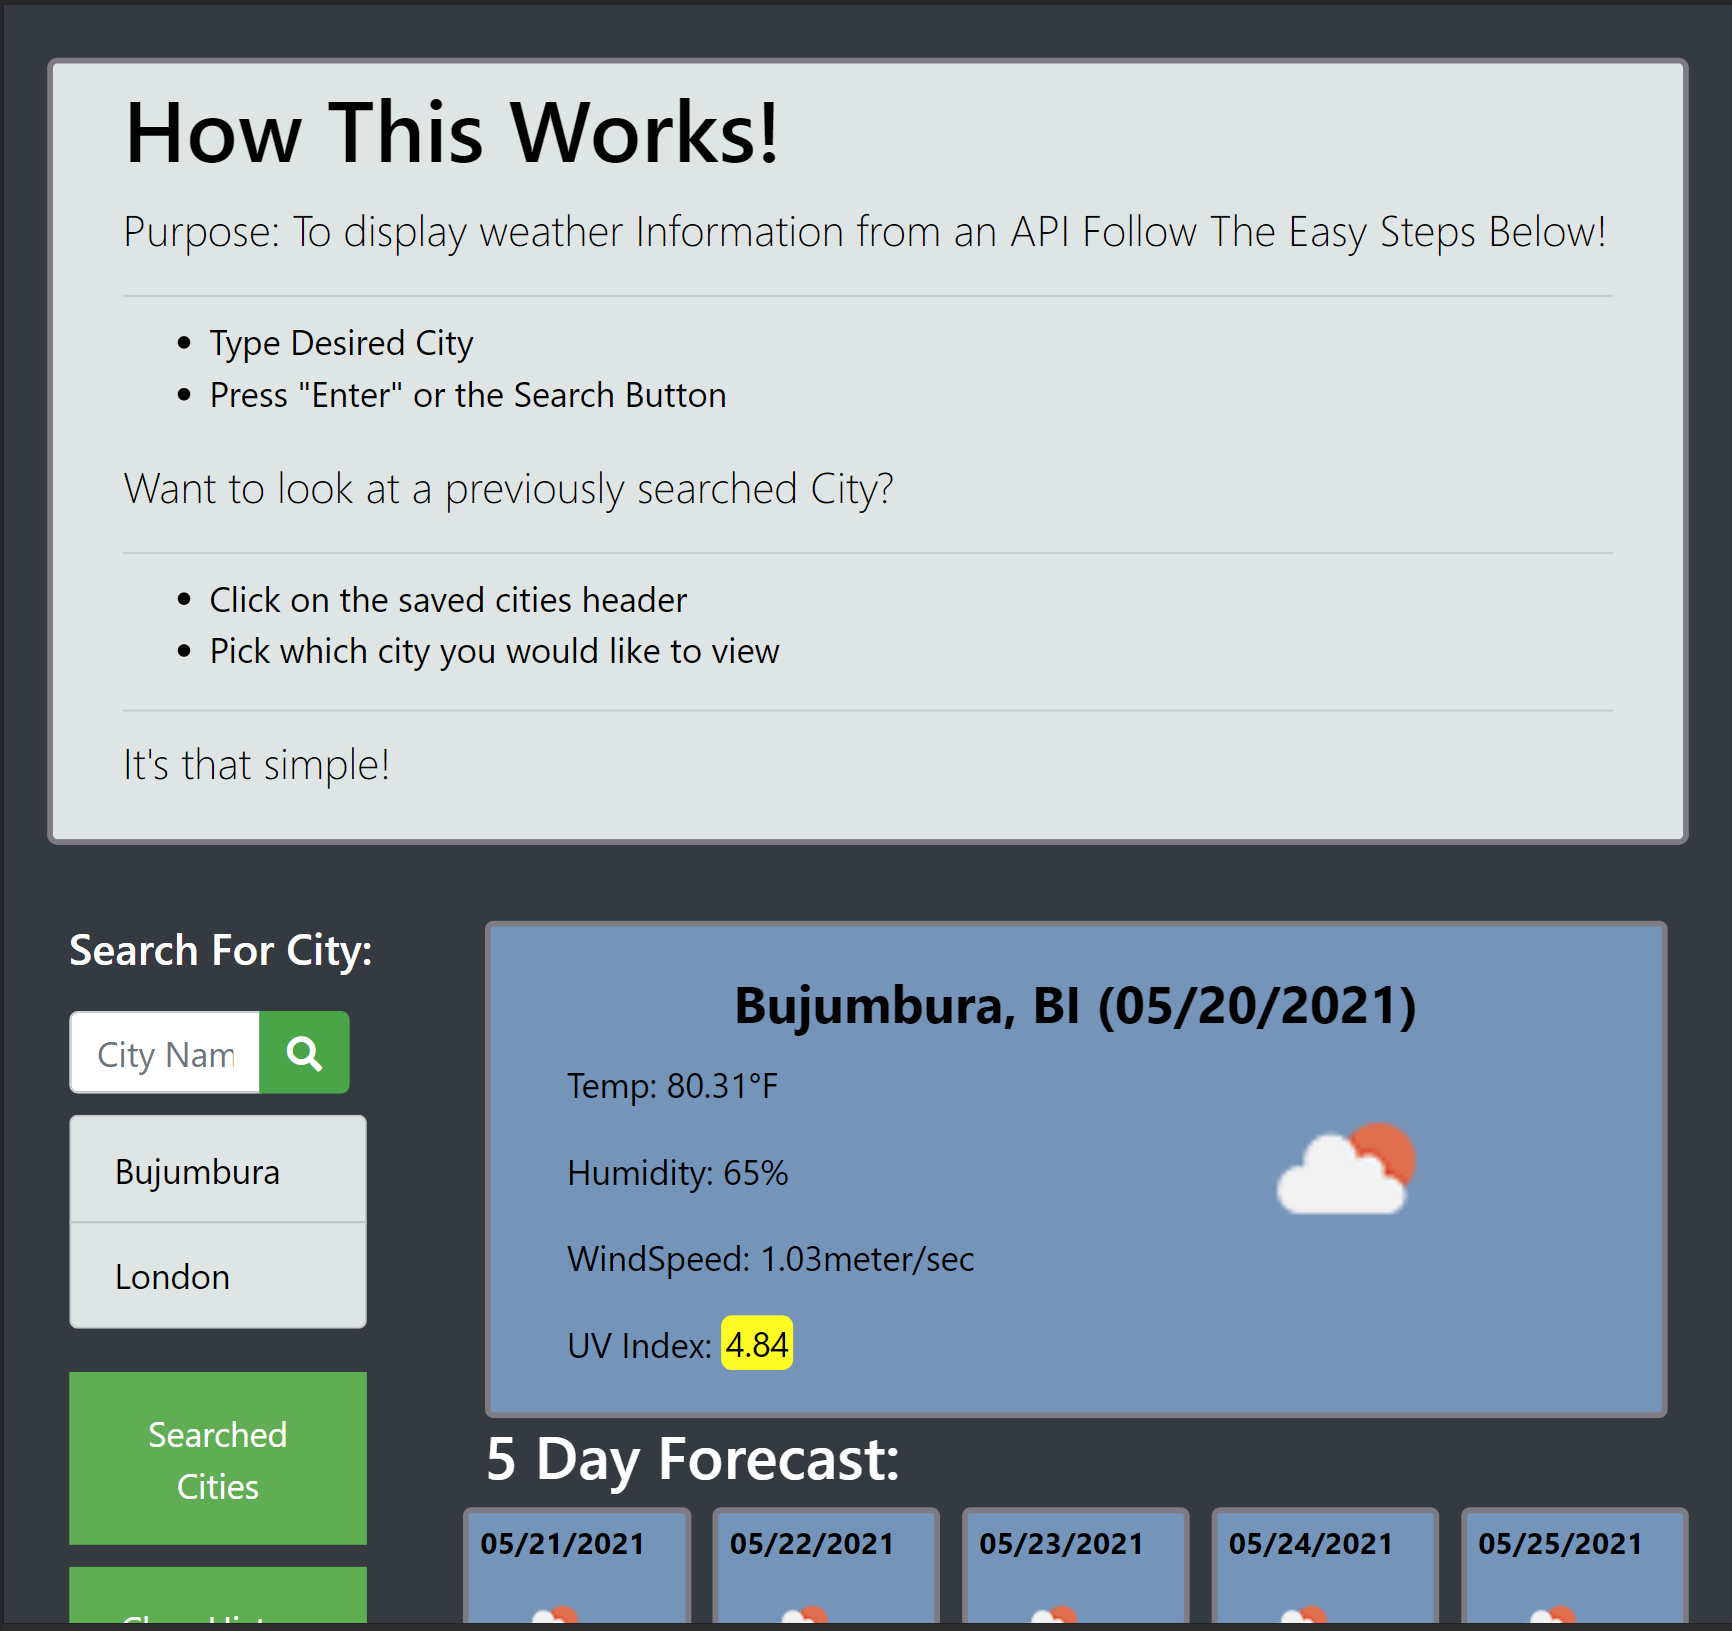 How This Works!
Purpose: To display weather Information from an API Follow The Easy Steps Below!
Type Desired City
Press "Enter" or the Search Button
Want to look at a previously searched City?
Click on the saved cities header
Pick which city you would like to view
It's that simple!
Search For City:
City Nam
Bujumbura
London
Searched
Cities
Bujumbura, BI (05/20/2021)
Temp: 80.31°F
Humidity: 65%
WindSpeed: 1.03meter/sec
UV Index: 4.84
5 Day Forecast:
05/21/2021 05/22/2021 05/23/2021 05/24/2021 05/25/2021